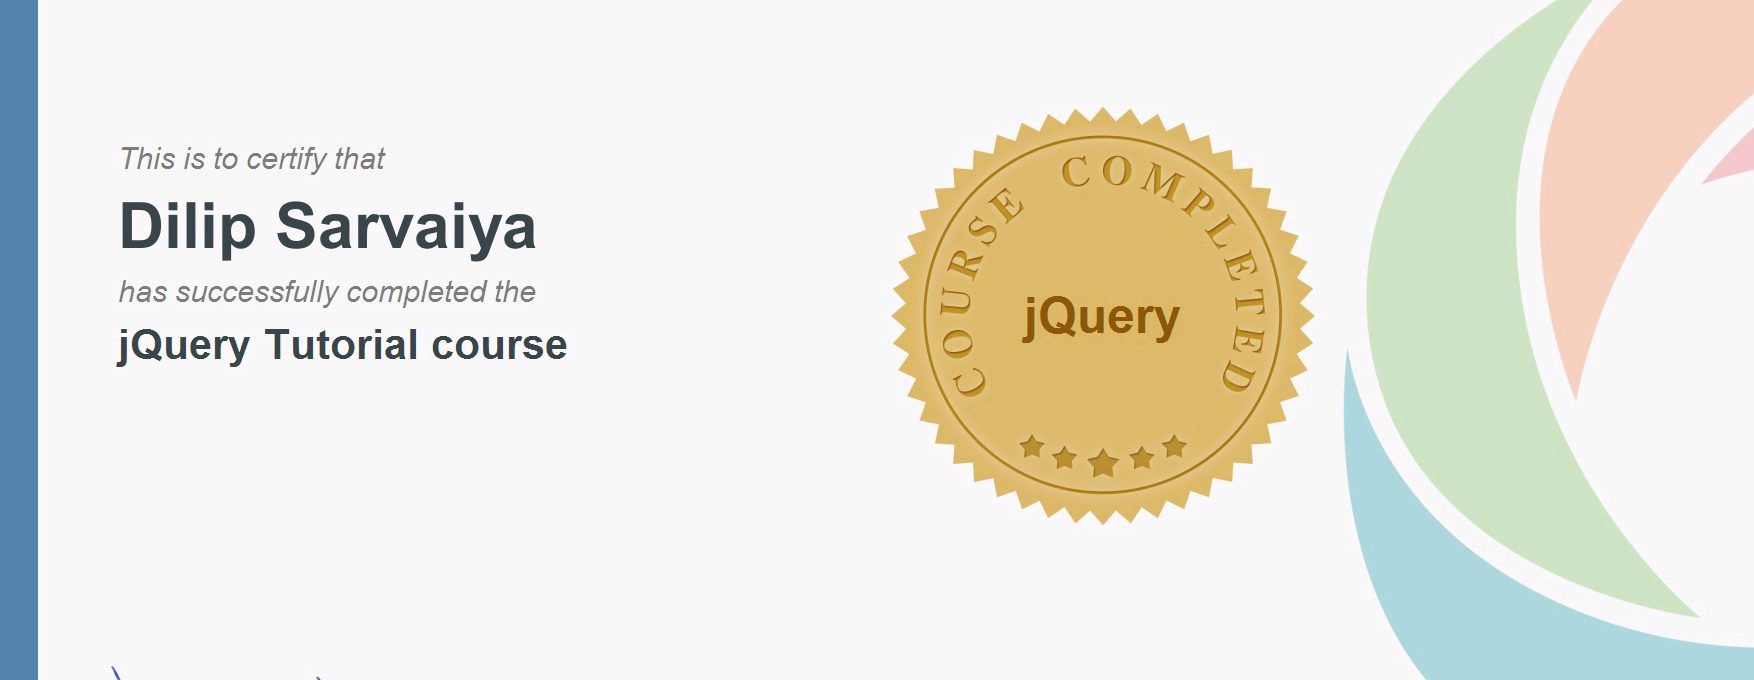 This is to certify that
Dilip Sarvaiya
has successfully completed the
jQuery Tutorial course
COURSE COMPLETED
jQuery